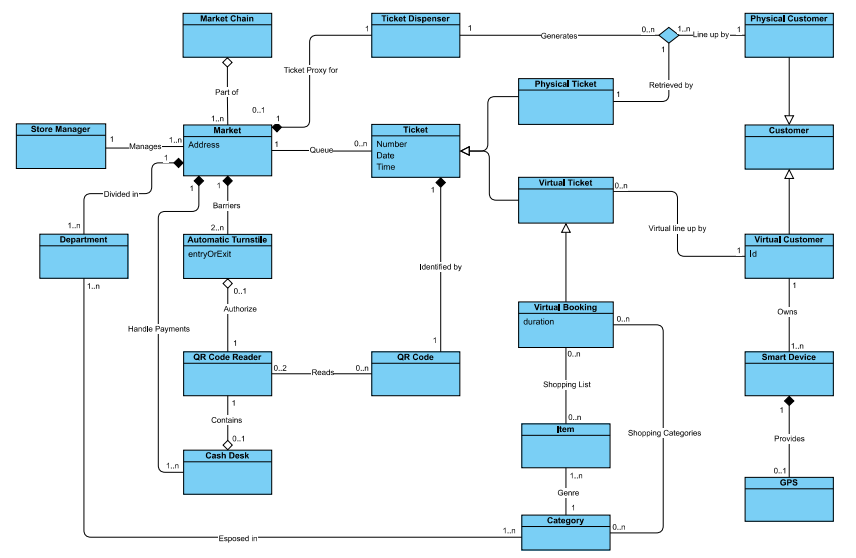 Market Chain
Ticket Dispenser
Physical Customer
1
1
Generates
0..n
1..n
Line up by
1
1
Part of
Ticket Proxy for
Physical Ticket
1
Retrieved by
0..1
1..n
1
Store Manager
1
Manages
1..n
Market
Address
1
Queue
0..n
Ticket
Number
Date
Time
Customer
1
1
1
1
Divided in
Barriers
Virtual Ticket
0..n
Virtual line up by
1..n
2..n
Department
1..n
Automatic Turnstile
entryOrExit
0..1
Identified by
1
Virtual Customer
Id
1
Authorize
Owns
Handle Payments
Virtual Booking
duration
0..n
0..n
1
1
1..n
QR Code Reader
0..2
Reads
0..n
QR Code
Shopping List
Smart Device
1
1
Contains
0..n
0..1
Item
Shopping Categories
Provides
1..n
Cash Desk
1..n
0..1
GPS
Genre
1
Esposed in
1..n
Category
0..n